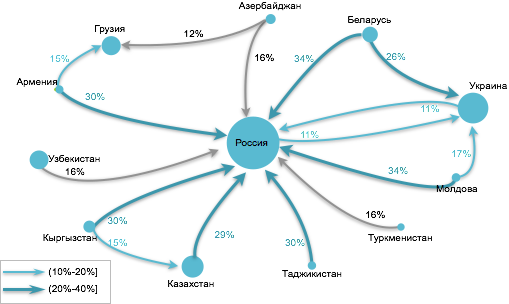 Азербайджан
Беларусь
Грузия
12%
15%
34%
26%
16%
Армения
30%
Украина
11%
Россия
11%
Узбекистан
16%
17%
34%
Молдова
30%
16%
Кыргызстан
15%
29%
30%
Туркменистан
Казахстан
Таджикистан
(10%-20%]
(20%-40%]